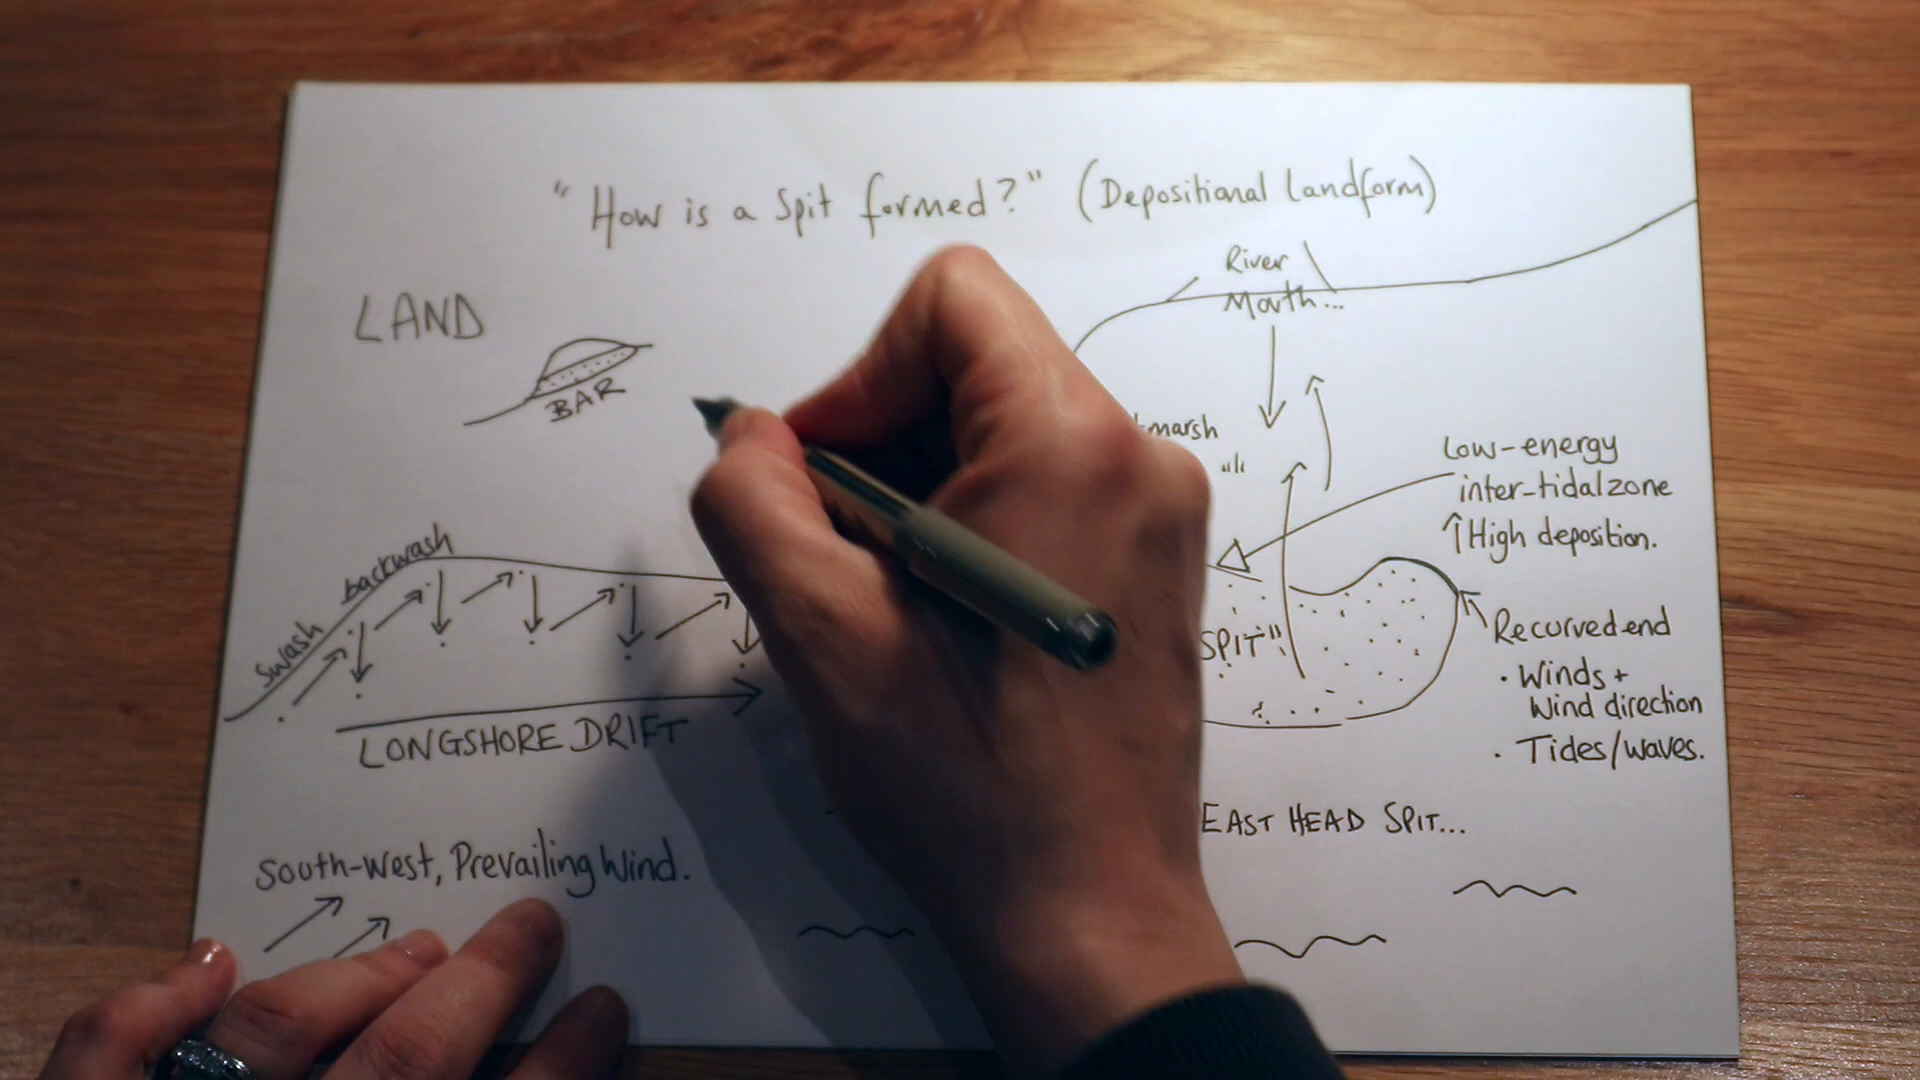 "How is a Spit formed?" (Depositional Landform)
River
Mouth...
LAND
BAR
marsh
Low-energy
inter-tidal zone
↑High deposition.
backwash
swash
SPIT"
Recurved end
• Winds +
Wind direction
• Tides/waves.
LONGSHORE DRIFT
EAST HEAD SPIT...
South-West, Prevailing Wind.